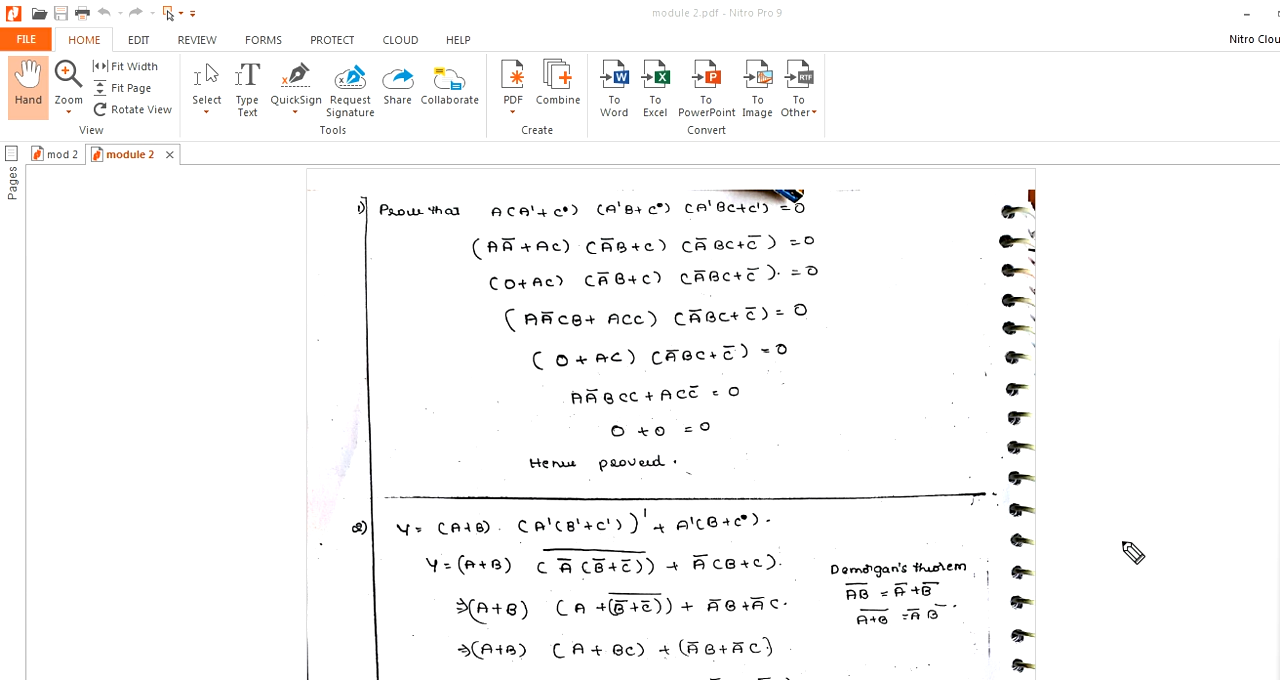 module 2.pdf - Nitro Pro 9
FILE HOME EDIT REVIEW FORMS PROTECT CLOUD HELP Nitro Clou
Hand
Zoom
Fit Width
Fit Page
Rotate View
View
Select
Type Text
QuickSign
Request Signature
Share
Collaborate
Tools
PDF
Combine
Create
To Word
To Excel
To PowerPoint
To Image
To Other
Convert
Pages
mod 2
module 2
1) Prove that A(A'+C) (A'B+C) (A'BC+C') = 0
(AĀ + AC) (ĀB+C) (ĀBC+C̄) = 0
(0+AC) (ĀB+C) (ĀBC+C̄). = 0
(AĀCB + ACC) (ĀBC+C̄) = 0
(0 + AC) (ĀBC+C̄) = 0
AĀBCC + ACC̄ = 0
0 + 0 = 0
Hence proved.
2) Y = (A+B) . (A'(B'+C'))' + A'(B+C).
Y = (A+B) (\overline{Ā(B̄+C̄)}) + Ā(B+C).
⇒(A+B) (A + (\overline{B̄+C̄})) + ĀB+ĀC.
⇒(A+B) (A + BC) + (ĀB+ĀC)
Demorgan's theorem
\overline{AB} = Ā+B̄
\overline{A+B} = Ā B̄.